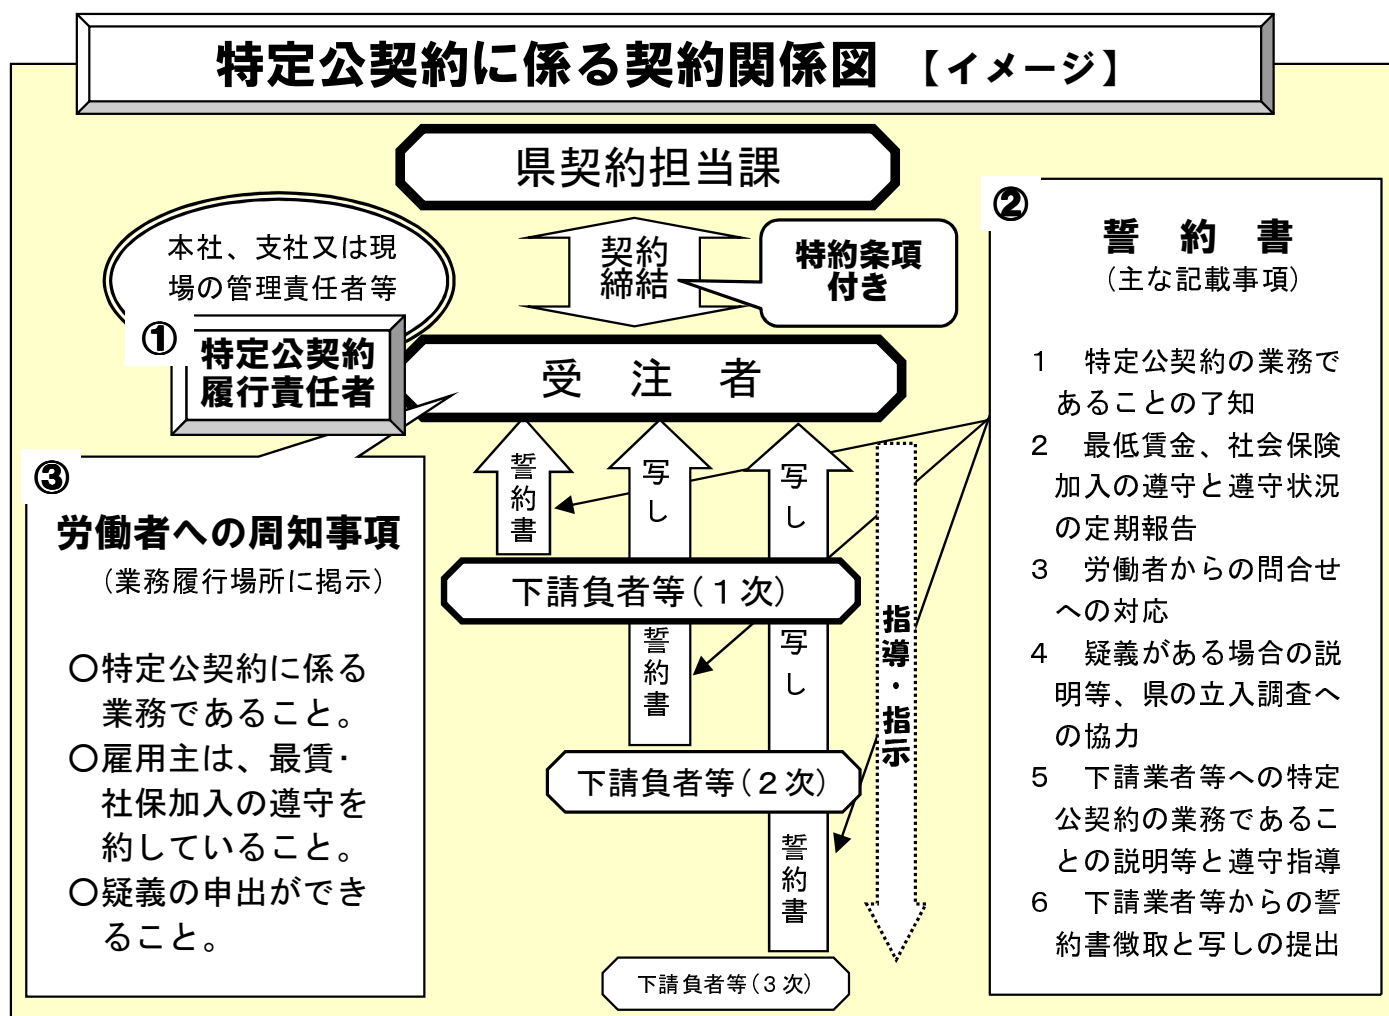 特定公契約に係る契約関係図 【イメージ】
県契約担当課
契約
締結
特約条項
付き
本社、支社又は現
場の管理責任者等
①
特定公契約
履行責任者
受　注　者
誓約書
写し
写し
下請負者等(１次)
誓約書
写し
下請負者等(２次)
誓約書
下請負者等(３次)
指導・指示
②
誓　約　書
(主な記載事項)
１　特定公契約の業務で
あることの了知
２　最低賃金、社会保険
加入の遵守と遵守状況
の定期報告
３　労働者からの問合せ
への対応
４　疑義がある場合の説
明等、県の立入調査へ
の協力
５　下請業者等への特定
公契約の業務であるこ
との説明等と遵守指導
６　下請業者等からの誓
約書徴取と写しの提出
③
労働者への周知事項
(業務履行場所に掲示)
○特定公契約に係る
業務であること。
○雇用主は、最賃・
社保加入の遵守を
約していること。
○疑義の申出ができ
ること。